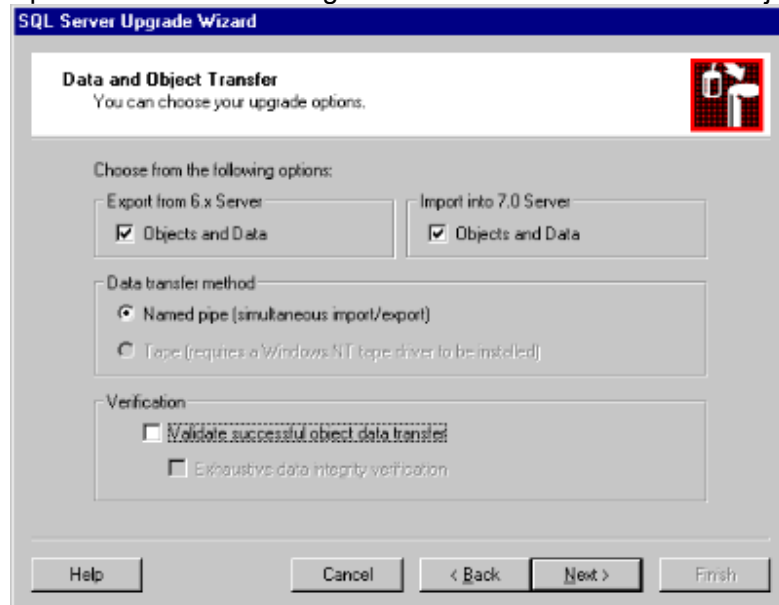 SQL Server Upgrade Wizard
Data and Object Transfer
You can choose your upgrade options.
Choose from the following options:
Export from 6.x Server
Import into 7.0 Server
Objects and Data
Objects and Data
Data transfer method
Named pipe (simultaneous import/export)
Tape (requires a Windows NT tape driver to be installed)
Verification
Validate successful object data transfer
Exhaustive data integrity verification
Help
Cancel
< Back
Next >
Finish